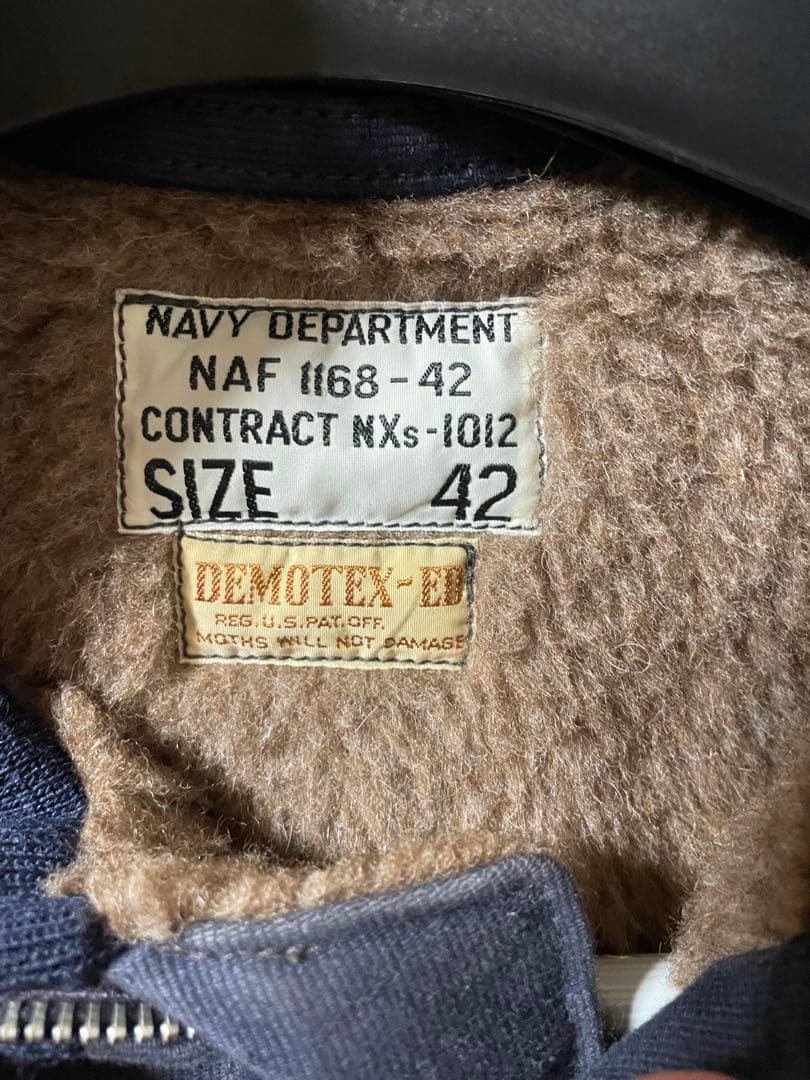 NAVY DEPARTMENT
NAF 1168-42
CONTRACT NXs-1012
SIZE 42
DEMOTEX-ED
REG. U.S. PAT. OFF.
MOTHS WILL NOT DAMAGE